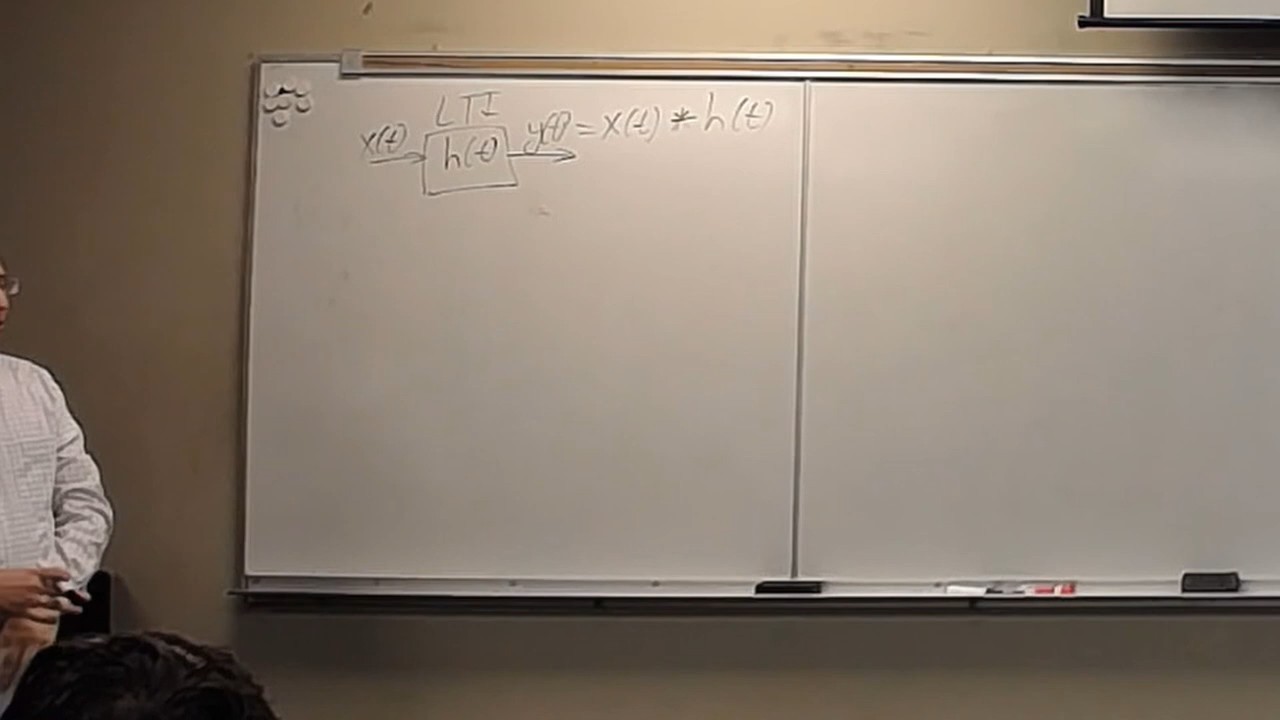 LTI
x(t) h(t) y(t) = x(t) * h(t)